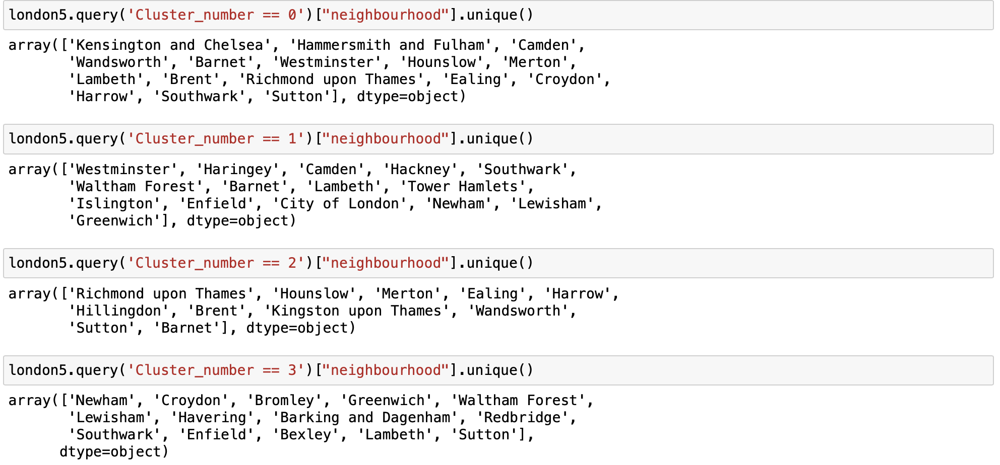 london5.query('Cluster_number == 0')["neighbourhood"].unique()
array(['Kensington and Chelsea', 'Hammersmith and Fulham', 'Camden',
       'Wandsworth', 'Barnet', 'Westminster', 'Hounslow', 'Merton',
       'Lambeth', 'Brent', 'Richmond upon Thames', 'Ealing', 'Croydon',
       'Harrow', 'Southwark', 'Sutton'], dtype=object)
london5.query('Cluster_number == 1')["neighbourhood"].unique()
array(['Westminster', 'Haringey', 'Camden', 'Hackney', 'Southwark',
       'Waltham Forest', 'Barnet', 'Lambeth', 'Tower Hamlets',
       'Islington', 'Enfield', 'City of London', 'Newham', 'Lewisham',
       'Greenwich'], dtype=object)
london5.query('Cluster_number == 2')["neighbourhood"].unique()
array(['Richmond upon Thames', 'Hounslow', 'Merton', 'Ealing', 'Harrow',
       'Hillingdon', 'Brent', 'Kingston upon Thames', 'Wandsworth',
       'Sutton', 'Barnet'], dtype=object)
london5.query('Cluster_number == 3')["neighbourhood"].unique()
array(['Newham', 'Croydon', 'Bromley', 'Greenwich', 'Waltham Forest',
       'Lewisham', 'Havering', 'Barking and Dagenham', 'Redbridge',
       'Southwark', 'Enfield', 'Bexley', 'Lambeth', 'Sutton'],
      dtype=object)